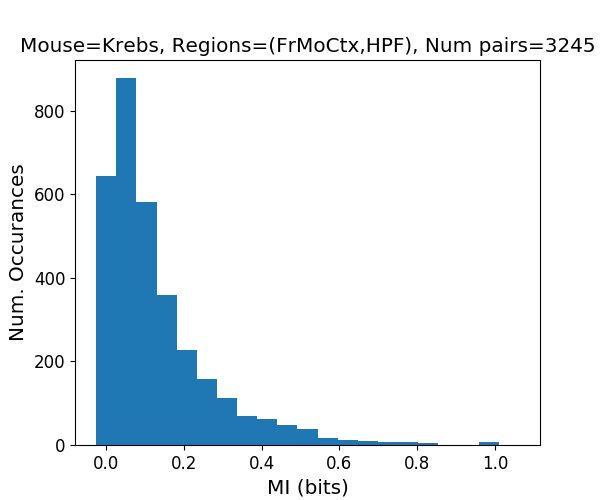 Mouse=Krebs, Regions=(FrMoCtx,HPF), Num pairs=3245
Num. Occurances
800
600
400
200
0
0.0 0.2 0.4 0.6 0.8 1.0
MI (bits)